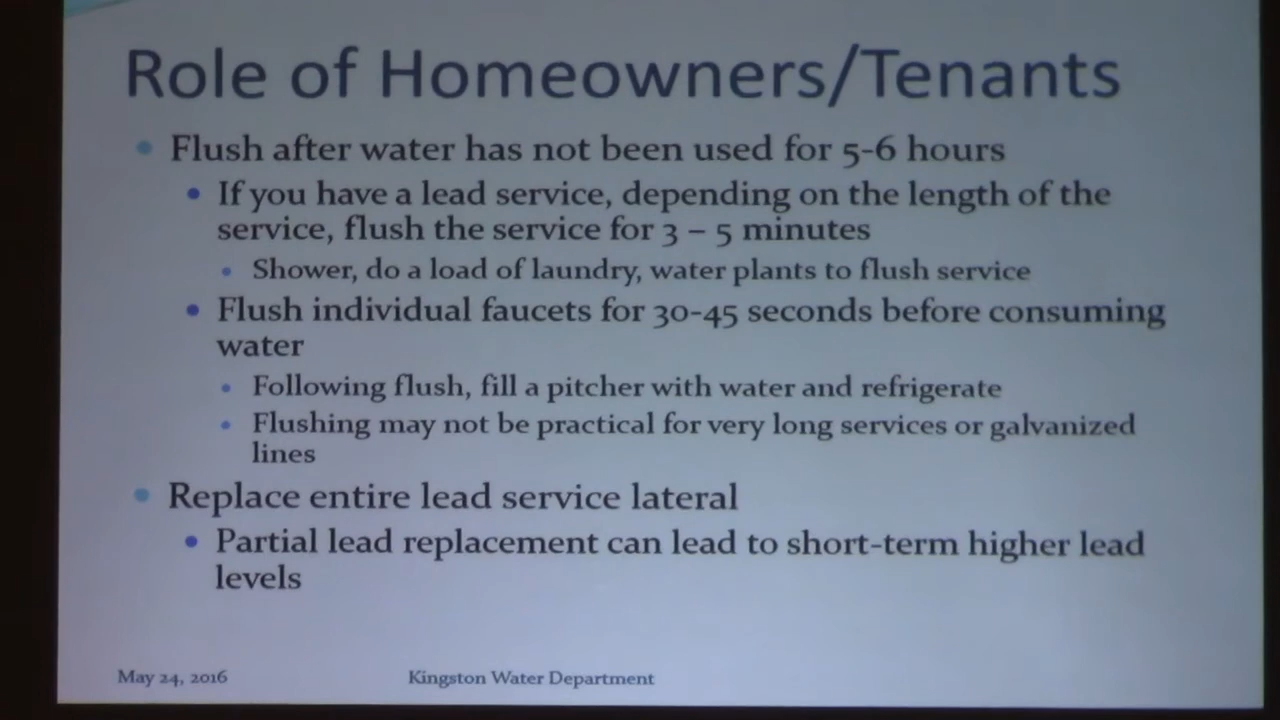 Role of Homeowners/Tenants
• Flush after water has not been used for 5-6 hours
• If you have a lead service, depending on the length of the
service, flush the service for 3 – 5 minutes
• Shower, do a load of laundry, water plants to flush service
• Flush individual faucets for 30-45 seconds before consuming
water
• Following flush, fill a pitcher with water and refrigerate
• Flushing may not be practical for very long services or galvanized
lines
• Replace entire lead service lateral
• Partial lead replacement can lead to short-term higher lead
levels
May 24, 2016
Kingston Water Department